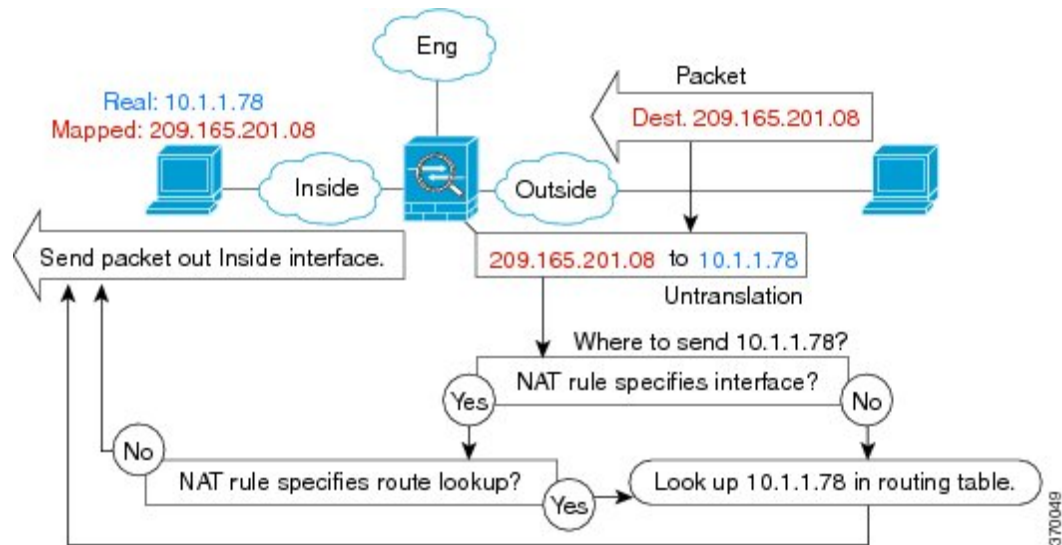 Eng
Packet
Real: 10.1.1.78
Mapped: 209.165.201.08
Dest. 209.165.201.08
Inside
Outside
Send packet out Inside interface.
209.165.201.08 to 10.1.1.78
Untranslation
Where to send 10.1.1.78?
NAT rule specifies interface?
Yes
No
No
NAT rule specifies route lookup?
Yes
Look up 10.1.1.78 in routing table.
370049